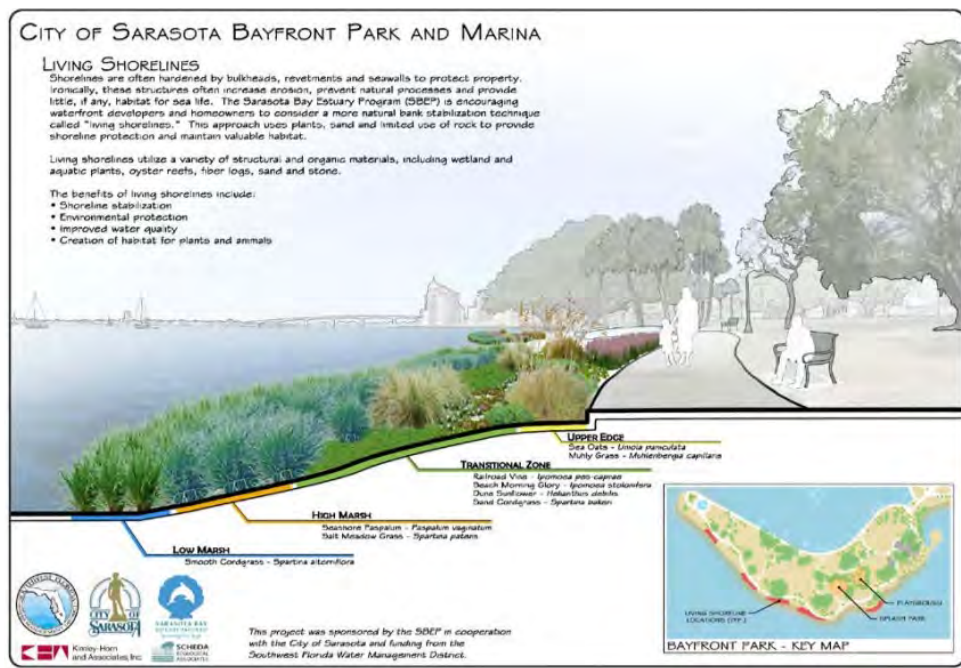 CITY OF SARASOTA BAYFRONT PARK AND MARINA
LIVING SHORELINES
Shorelines are often hardened by bulkheads, revetments and seawalls to protect property.
Ironically, these structures often increase erosion, prevent natural processes and provide
little, if any, habitat for sea life. The Sarasota Bay Estuary Program (SBEP) is encouraging
waterfront developers and homeowners to consider a more natural bank stabilization technique
called "living shorelines." This approach uses plants, sand and limited use of rock to provide
shoreline protection and maintain valuable habitat.
Living shorelines utilize a variety of structural and organic materials, including wetland and
aquatic plants, oyster reefs, fiber logs, sand and stone.
The benefits of living shorelines include:
• Shoreline stabilization
• Environmental protection
• Improved water quality
• Creation of habitat for plants and animals
UPPER EDGE
Sea Oats - Uniola paniculata
Muhly Grass - Muhlenbergia capillaris
TRANSITIONAL ZONE
Railroad Vine - Ipomoea pes-caprae
Beach Morning Glory - Ipomoea stolonifera
Dune Sunflower - Helianthus debilis
Sand Cordgrass - Spartina bakeri
HIGH MARSH
Seashore Paspalum - Paspalum vaginatum
Salt Meadow Grass - Spartina patens
LOW MARSH
Smooth Cordgrass - Spartina alterniflora
LIVING SHORELINE
LOCATIONS (TYP.)
PLAYGROUND
SPLASH PARK
BAYFRONT PARK - KEY MAP
CITY OF
SARASOTA
SARASOTA BAY
Kimley-Horn
and Associates, Inc.
SCHEDA
ECOLOGICAL
ASSOCIATES
This project was sponsored by the SBEP in cooperation
with the City of Sarasota and funding from the
Southwest Florida Water Management District.